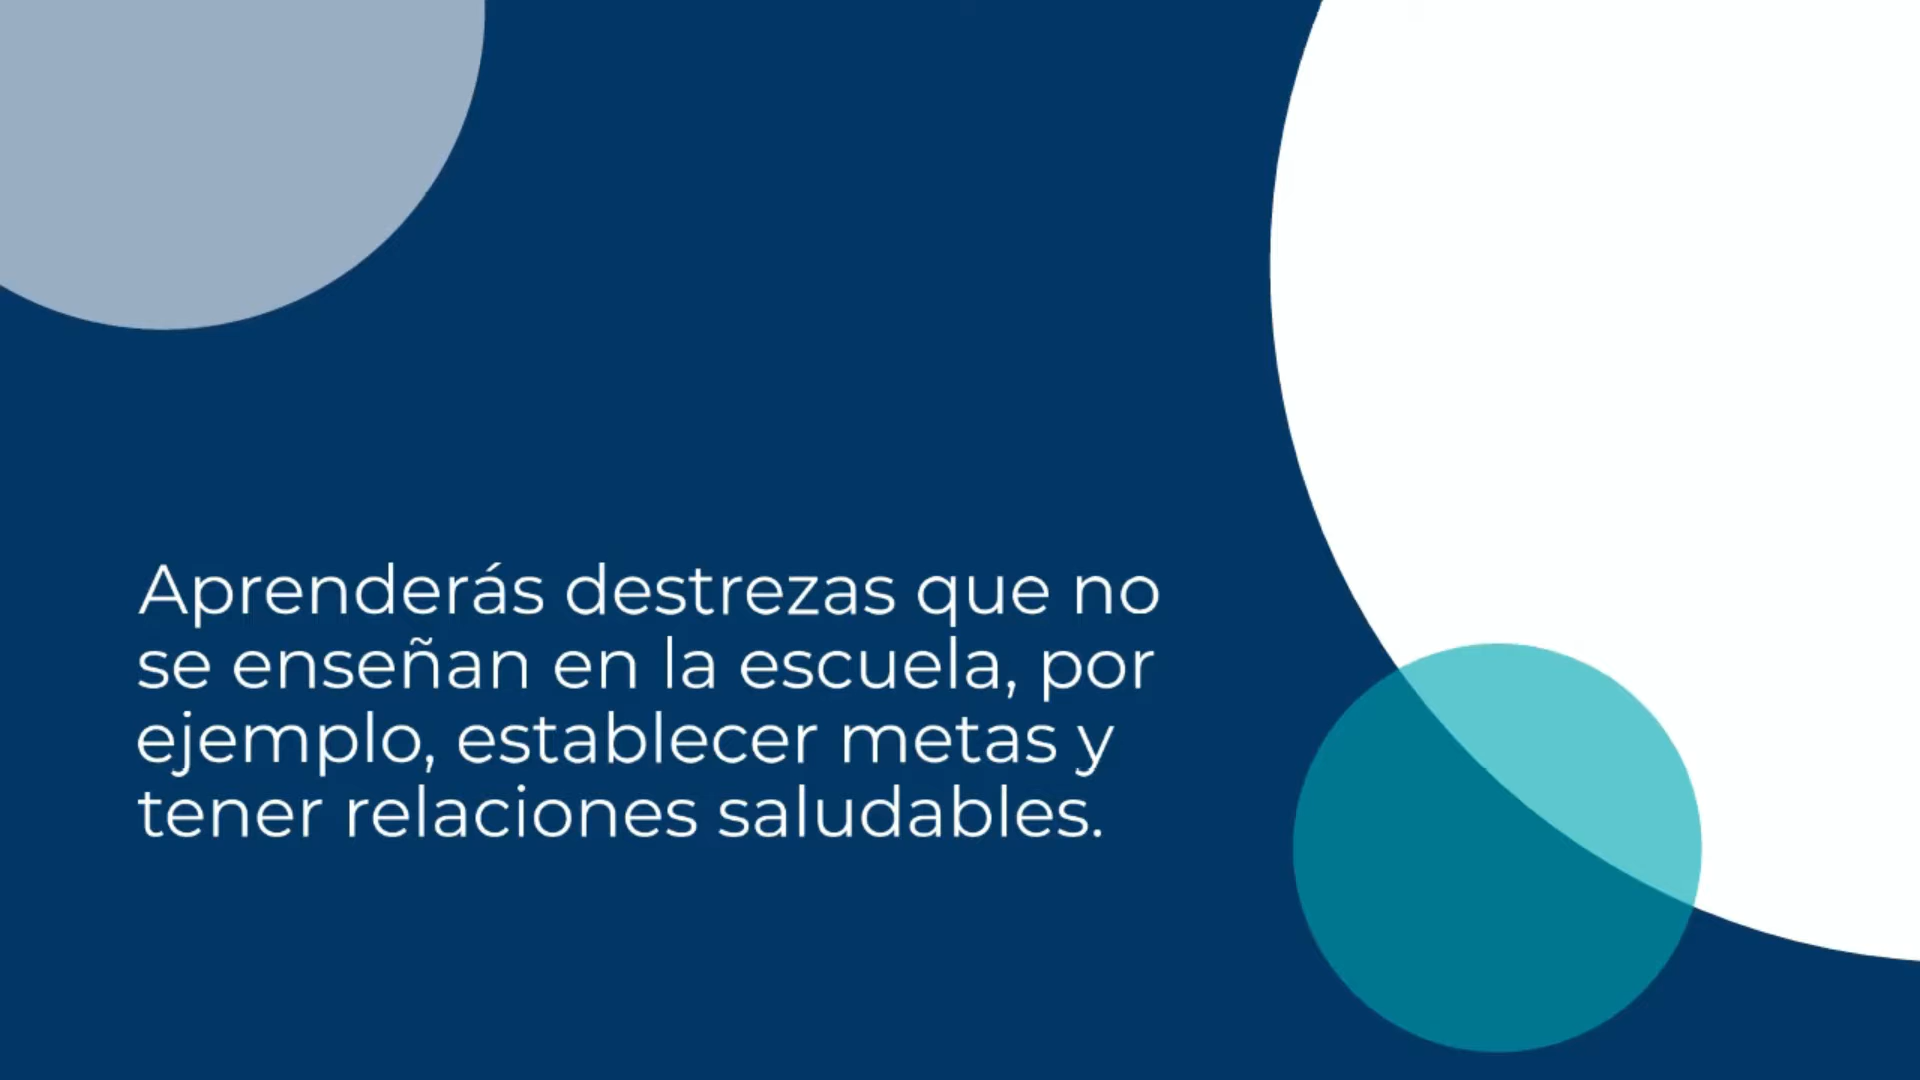 Aprenderás destrezas que no
se enseñan en la escuela, por
ejemplo, establecer metas y
tener relaciones saludables.